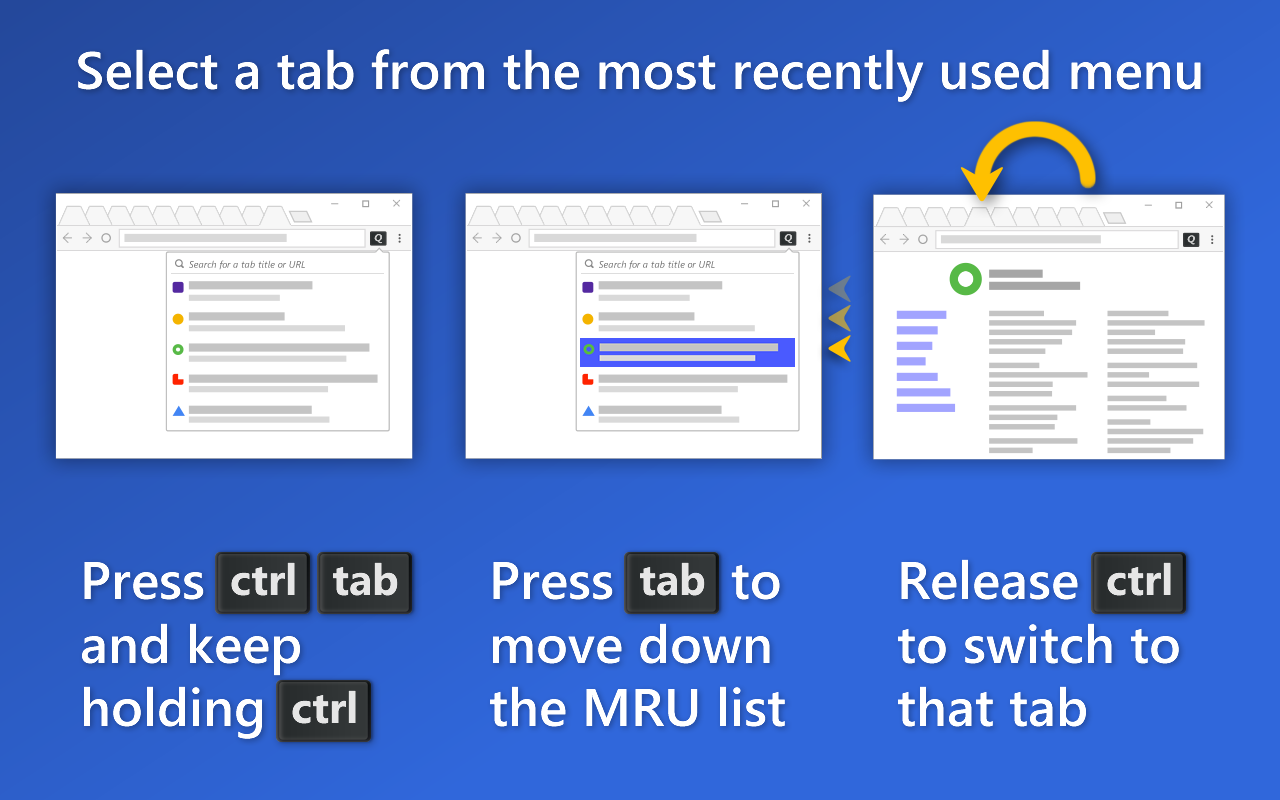 Select a tab from the most recently used menu
Q
Search for a tab title or URL
Q
Search for a tab title or URL
Q
Press ctrl tab
and keep
holding ctrl
Press tab to
move down
the MRU list
Release ctrl
to switch to
that tab